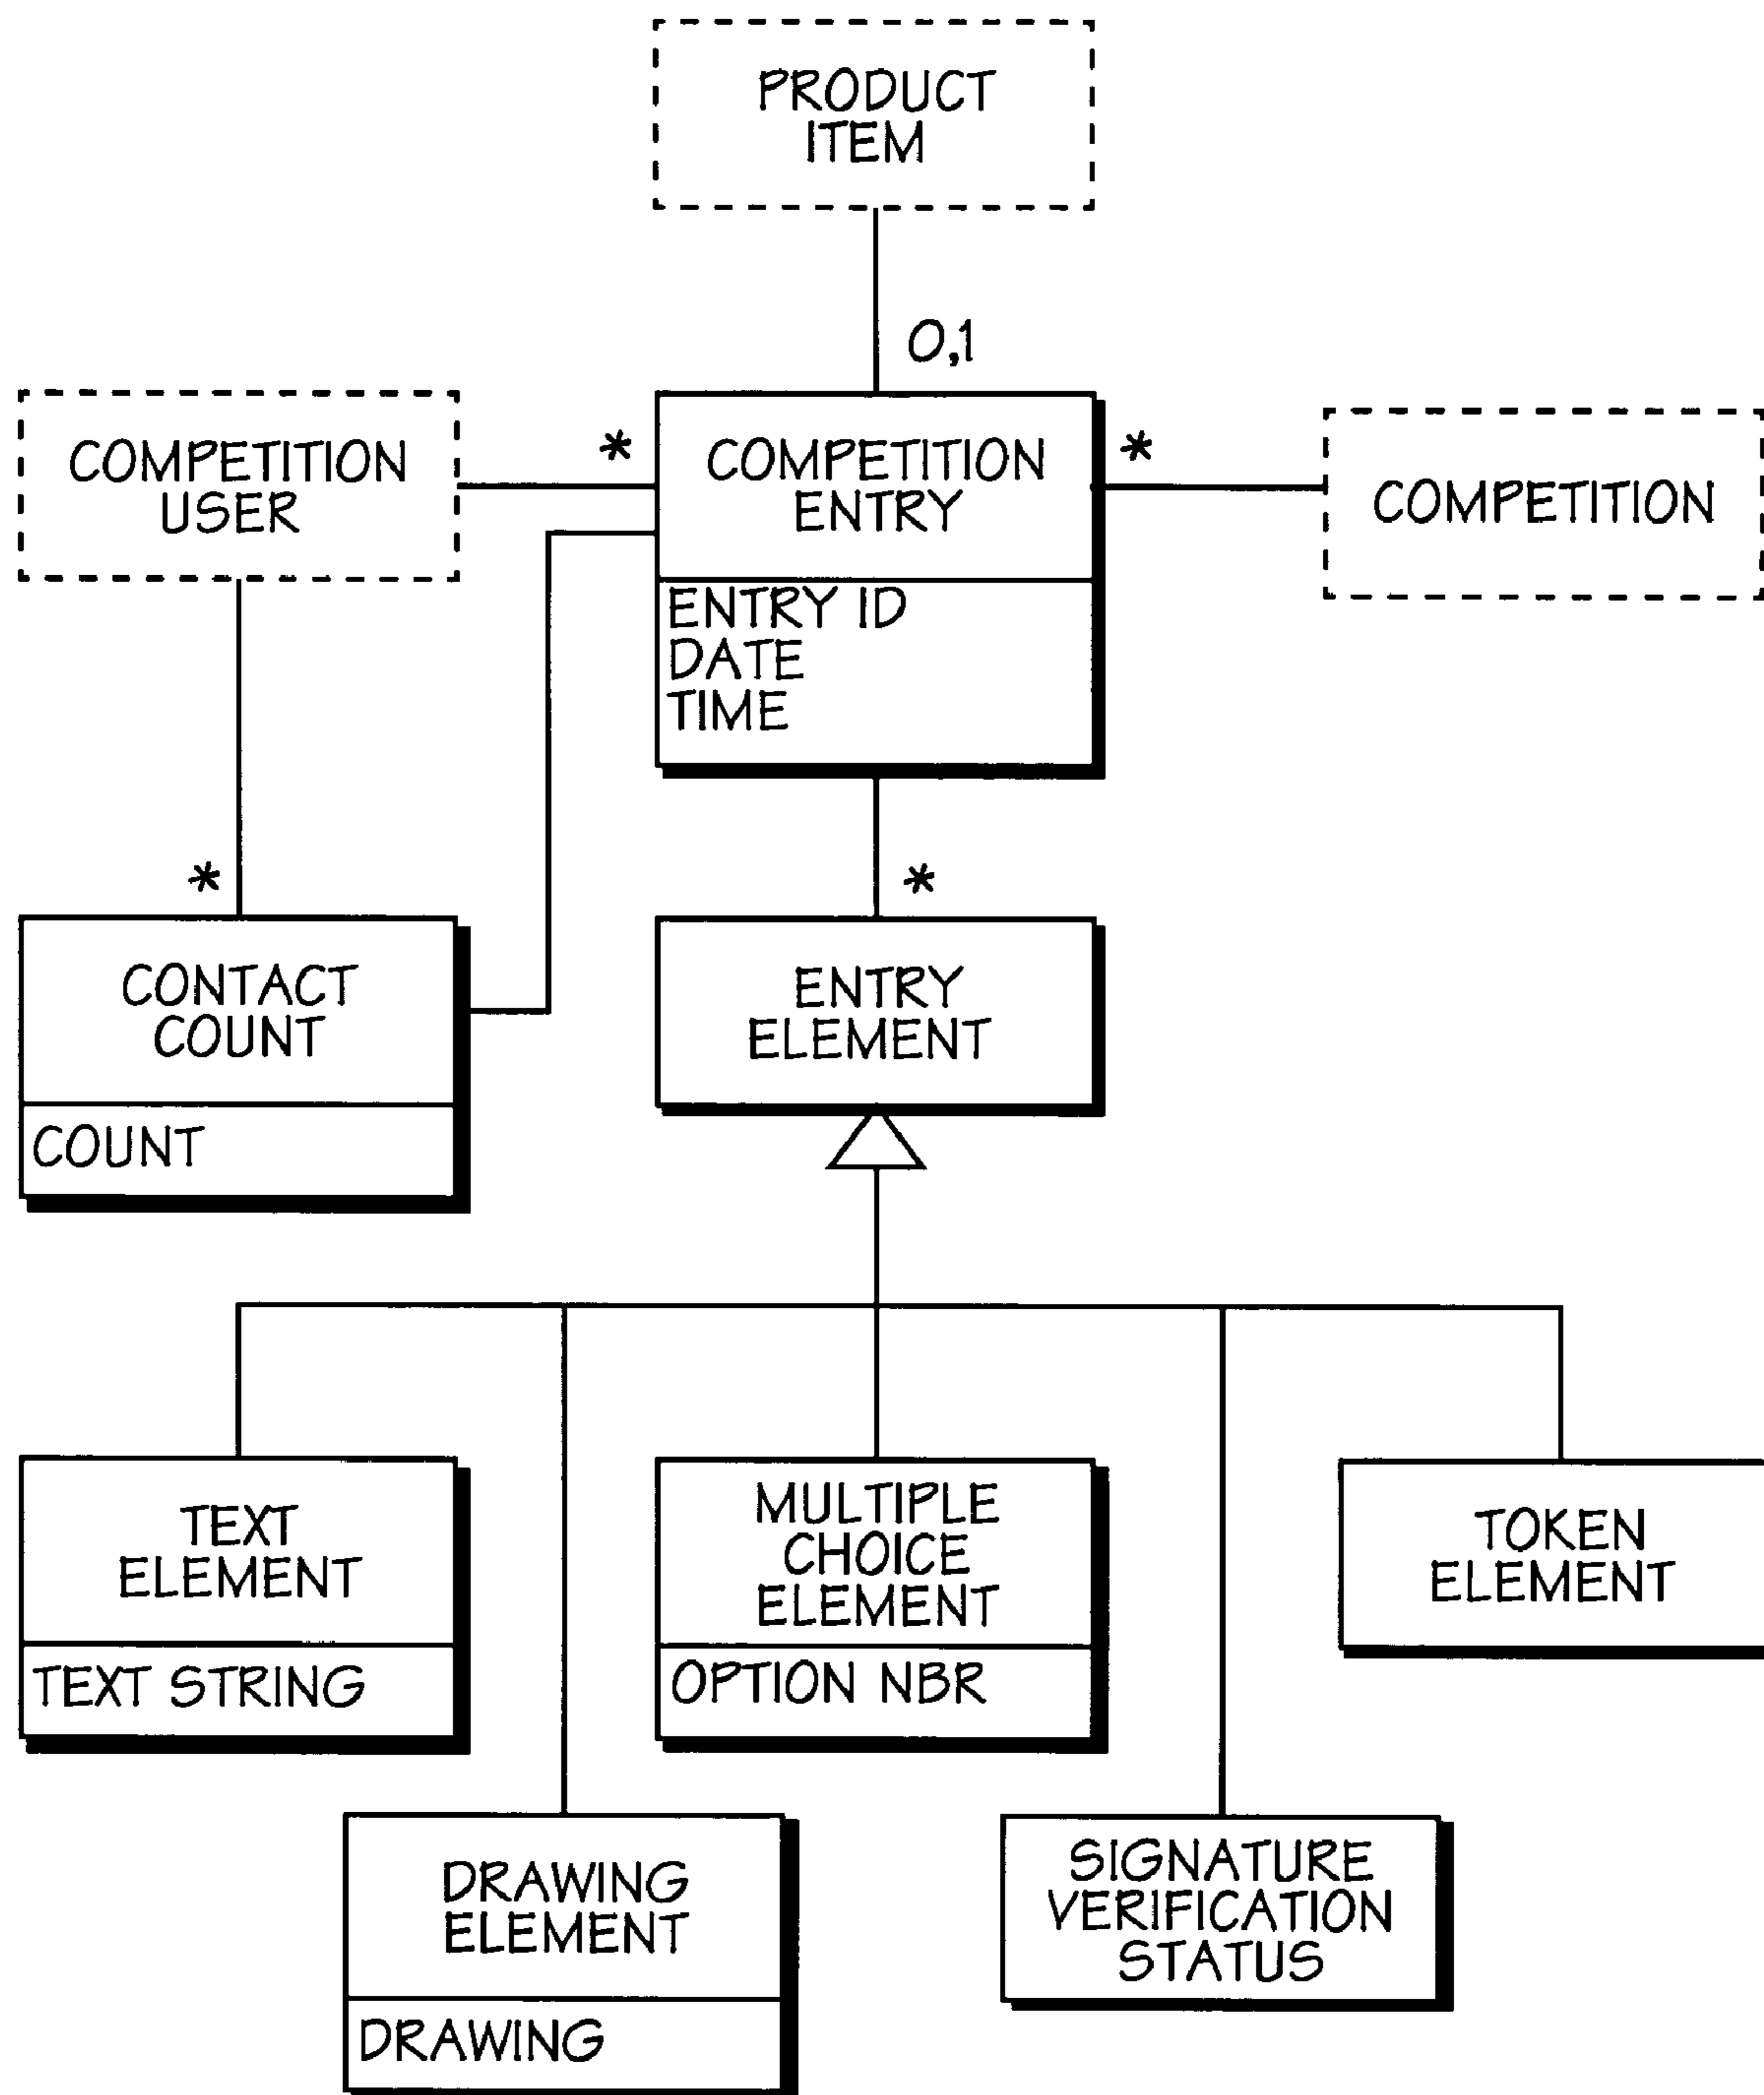 PRODUCT
ITEM
0,1
COMPETITION
USER
*
COMPETITION
ENTRY
*
COMPETITION
ENTRY ID
DATE
TIME
*
*
CONTACT
COUNT
COUNT
ENTRY
ELEMENT
TEXT
ELEMENT
TEXT STRING
MULTIPLE
CHOICE
ELEMENT
OPTION NBR
TOKEN
ELEMENT
DRAWING
ELEMENT
DRAWING
SIGNATURE
VERIFICATION
STATUS